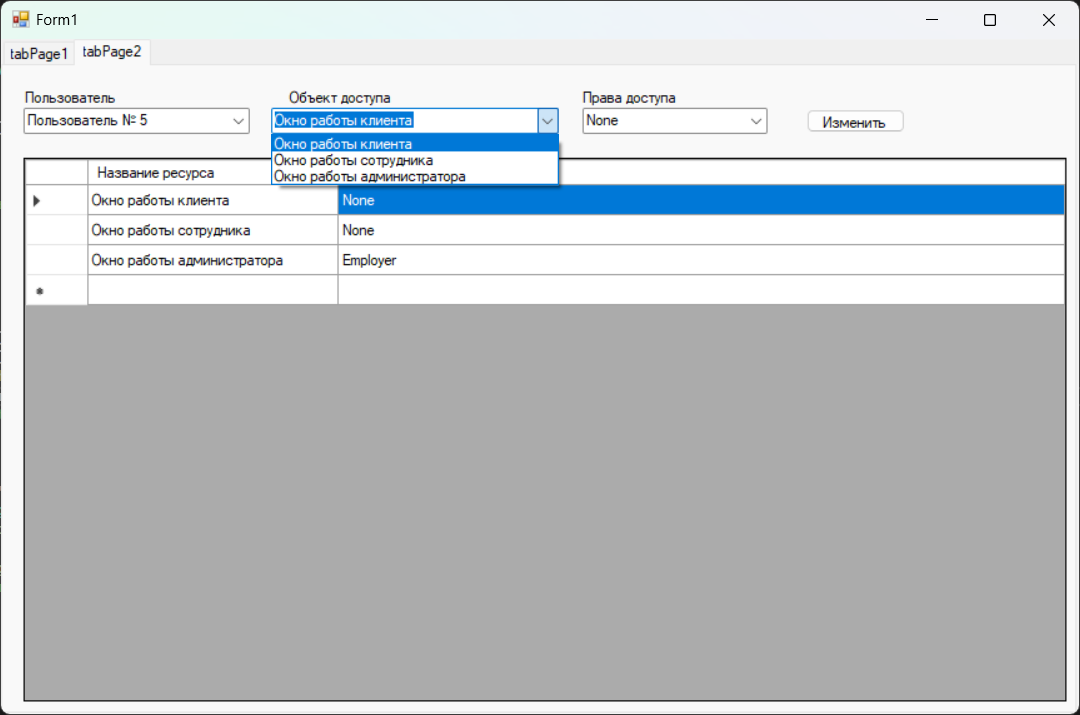 Form1
tabPage1 tabPage2
Пользователь Объект доступа Права доступа
Пользователь № 5 Окно работы клиента None Изменить
Окно работы клиента
Окно работы сотрудника
Окно работы администратора
Название ресурса
Окно работы клиента None
Окно работы сотрудника None
Окно работы администратора Employer